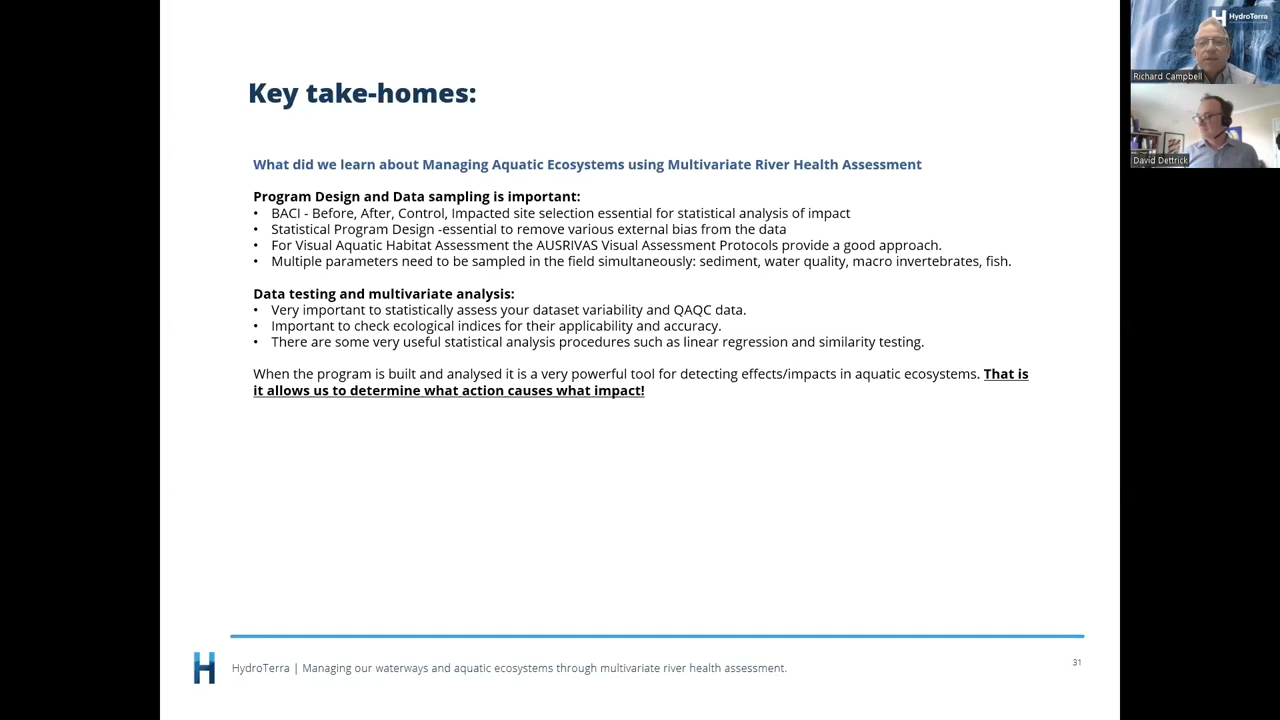 Key take-homes:
What did we learn about Managing Aquatic Ecosystems using Multivariate River Health Assessment
Program Design and Data sampling is important:
• BACI - Before, After, Control, Impacted site selection essential for statistical analysis of impact
• Statistical Program Design -essential to remove various external bias from the data
• For Visual Aquatic Habitat Assessment the AUSRIVAS Visual Assessment Protocols provide a good approach.
• Multiple parameters need to be sampled in the field simultaneously: sediment, water quality, macro invertebrates, fish.
Data testing and multivariate analysis:
• Very important to statistically assess your dataset variability and QAQC data.
• Important to check ecological indices for their applicability and accuracy.
• There are some very useful statistical analysis procedures such as linear regression and similarity testing.
When the program is built and analysed it is a very powerful tool for detecting effects/impacts in aquatic ecosystems. That is
it allows us to determine what action causes what impact!
HydroTerra | Managing our waterways and aquatic ecosystems through multivariate river health assessment.
31
HydroTerra
Richard Campbell
David Dettrick